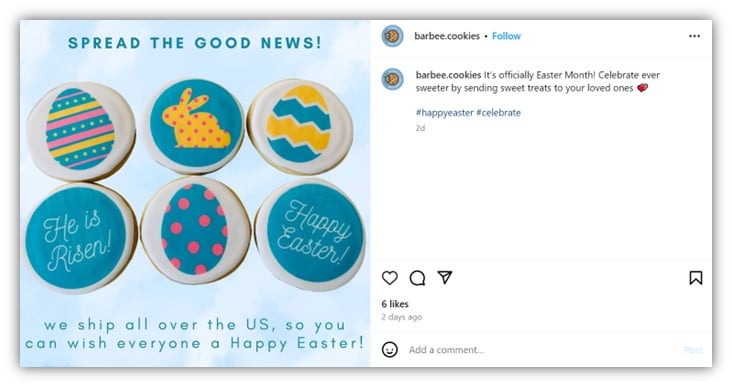 SPREAD THE GOOD NEWS!
He is
Risen!
Happy
Easter!
we ship all over the US, so you
can wish everyone a Happy Easter!
barbee.cookies • Follow
barbee.cookies It's officially Easter Month! Celebrate ever
sweeter by sending sweet treats to your loved ones 💝
#happyeaster #celebrate
2d
6 likes
2 days ago
Add a comment...
Post